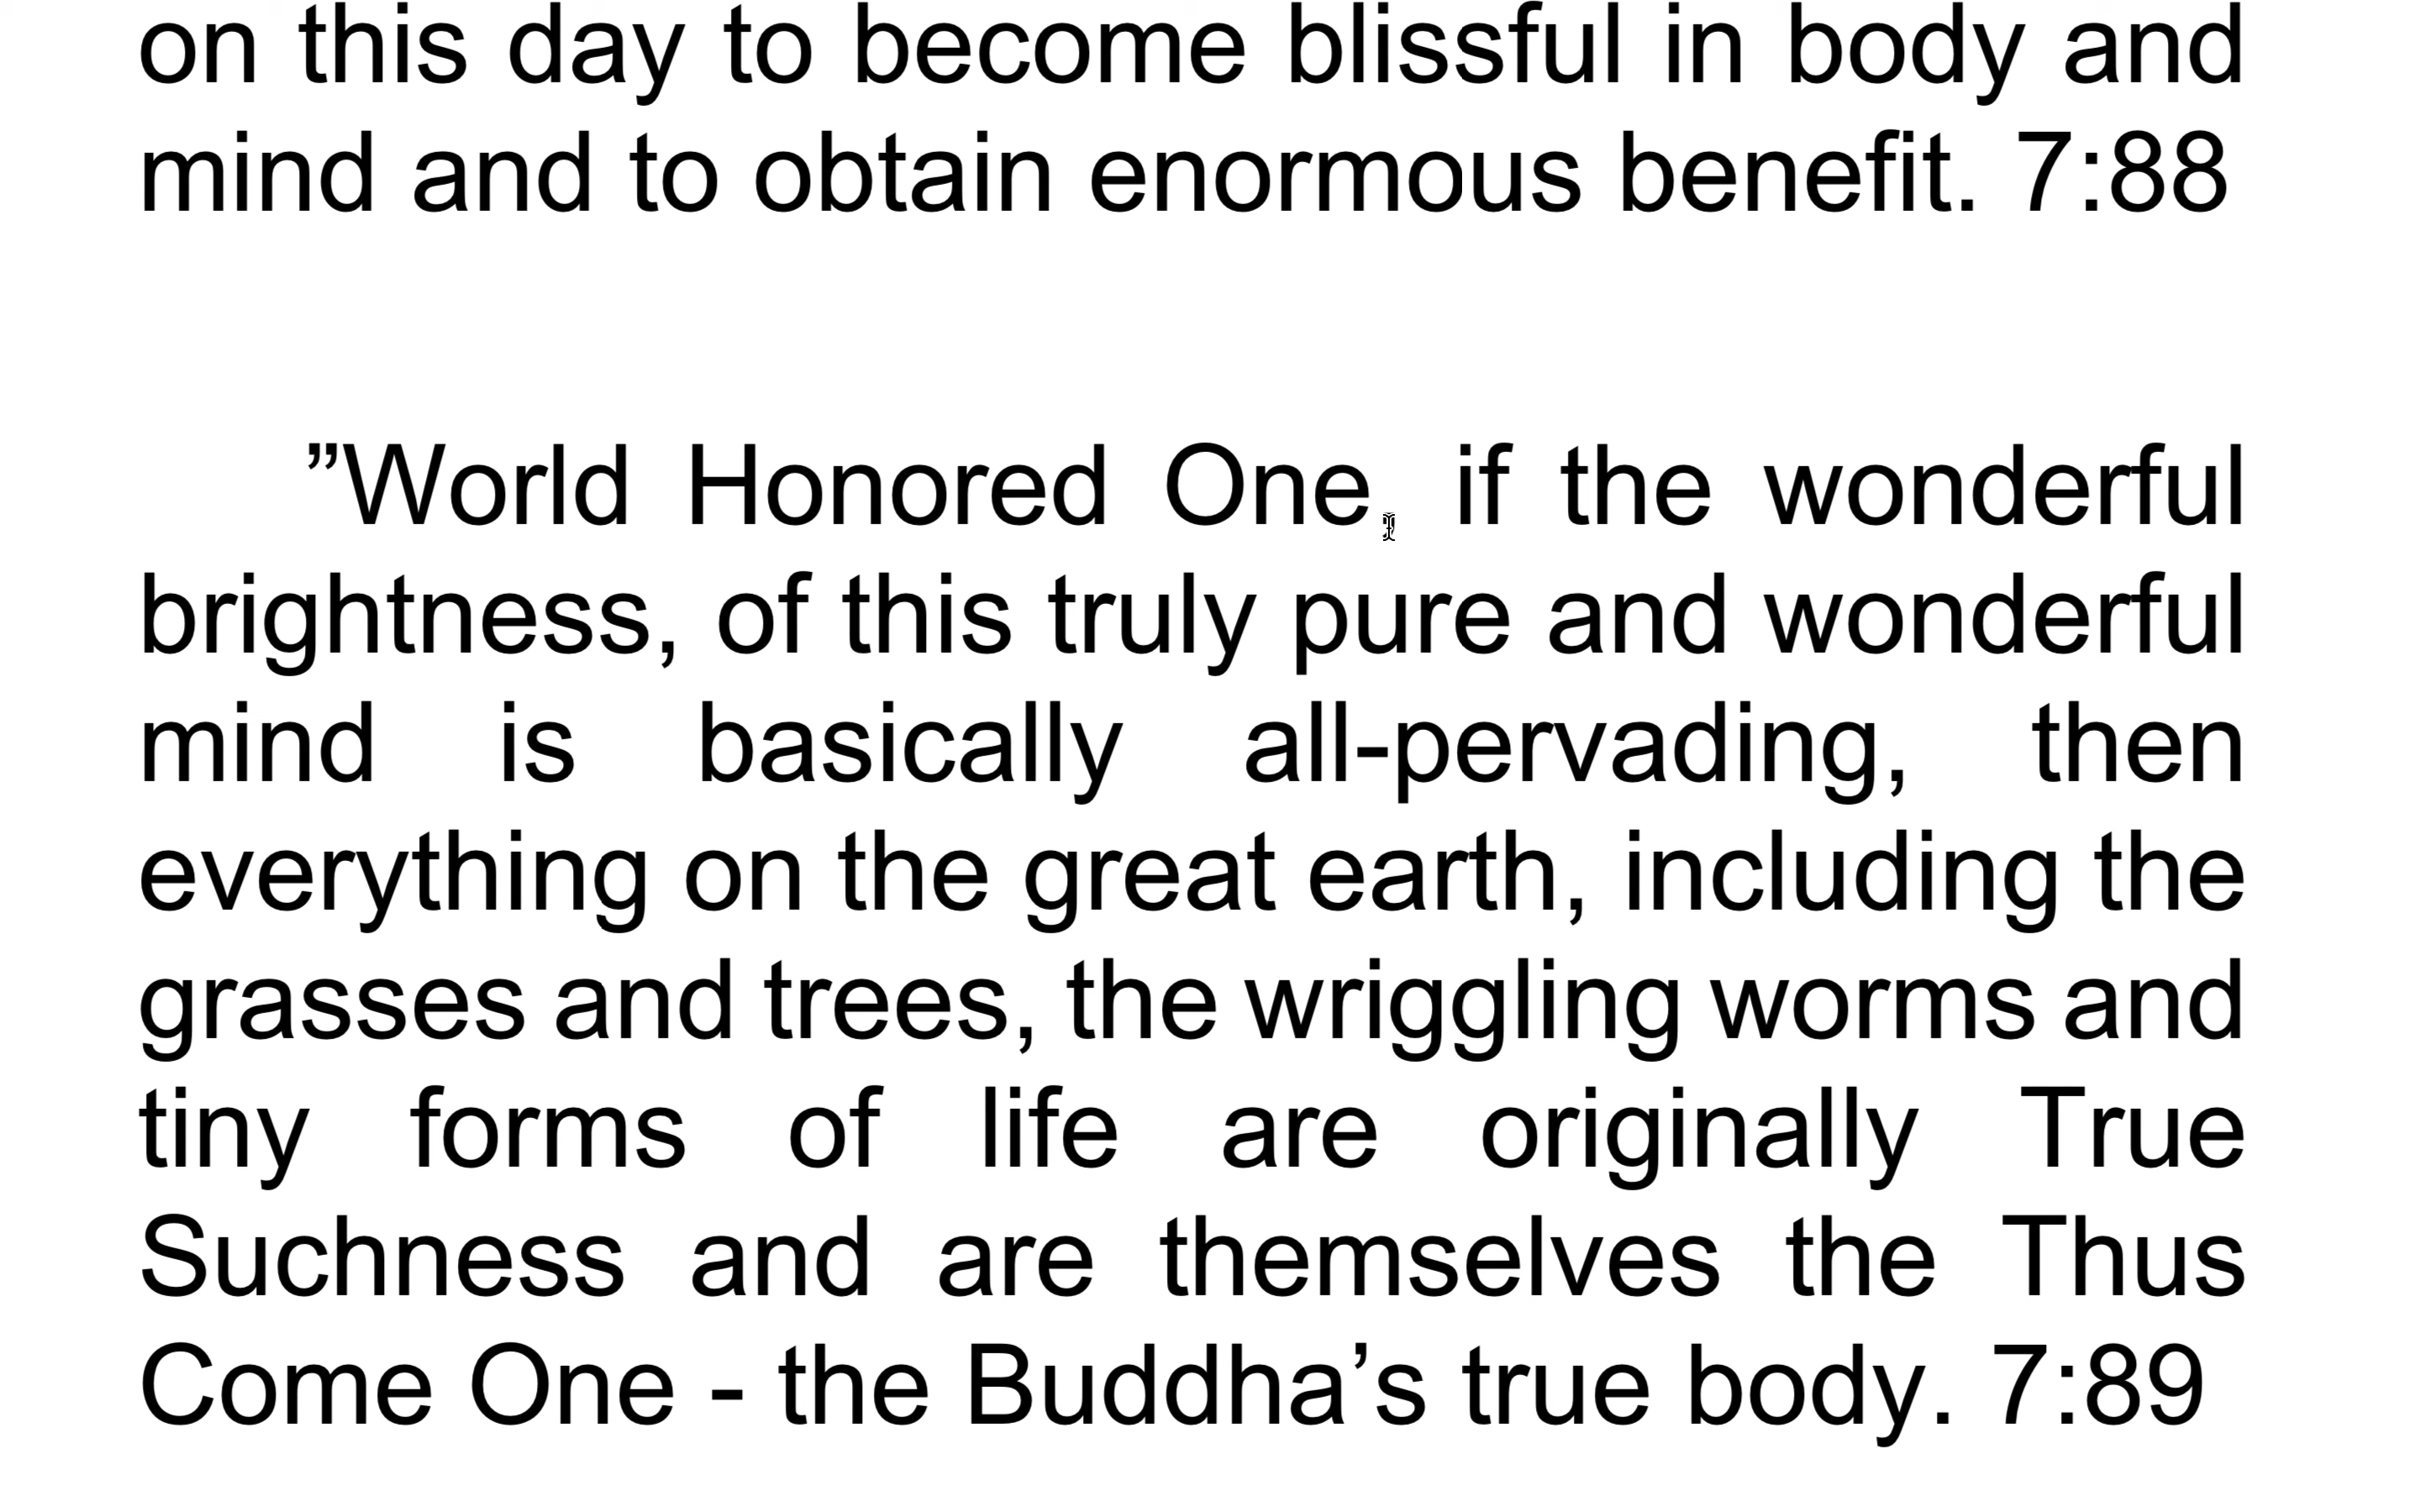 on this day to become blissful in body and
mind and to obtain enormous benefit. 7:88
”World Honored One, if the wonderful
brightness, of this truly pure and wonderful
mind is basically all-pervading, then
everything on the great earth, including the
grasses and trees, the wriggling worms and
tiny forms of life are originally True
Suchness and are themselves the Thus
Come One - the Buddha’s true body. 7:89